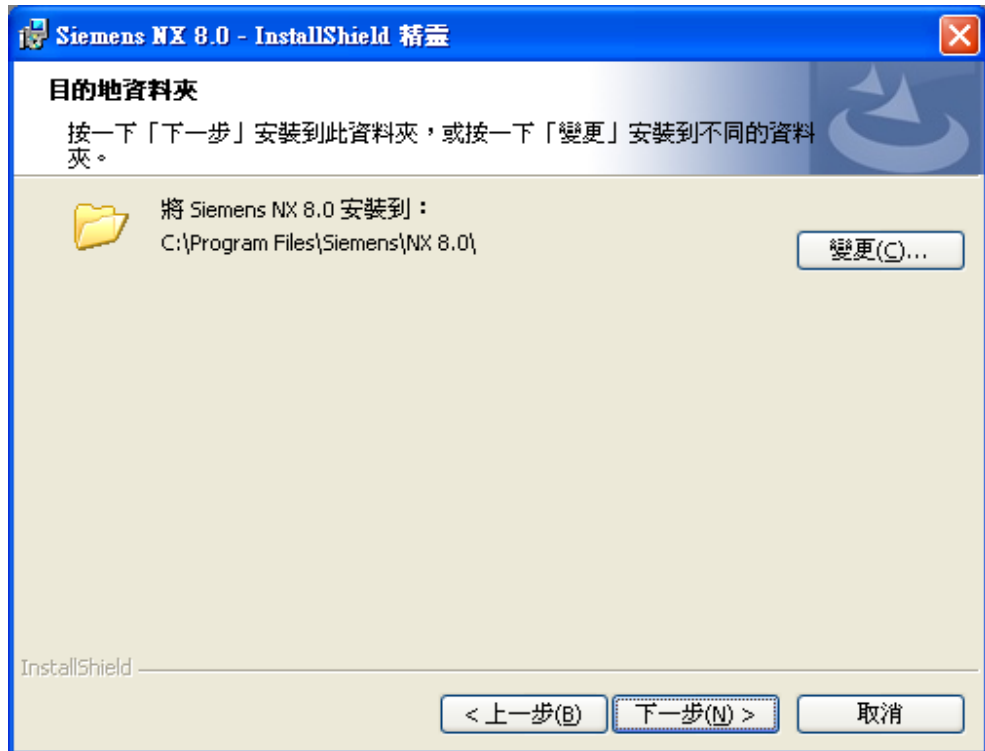 Siemens NX 8.0 - InstallShield 精靈
目的地資料夾
按一下「下一步」安裝到此資料夾，或按一下「變更」安裝到不同的資料
夾。
將 Siemens NX 8.0 安裝到：
C:\Program Files\Siemens\NX 8.0\
變更(C)...
InstallShield
< 上一步(B)
下一步(N) >
取消